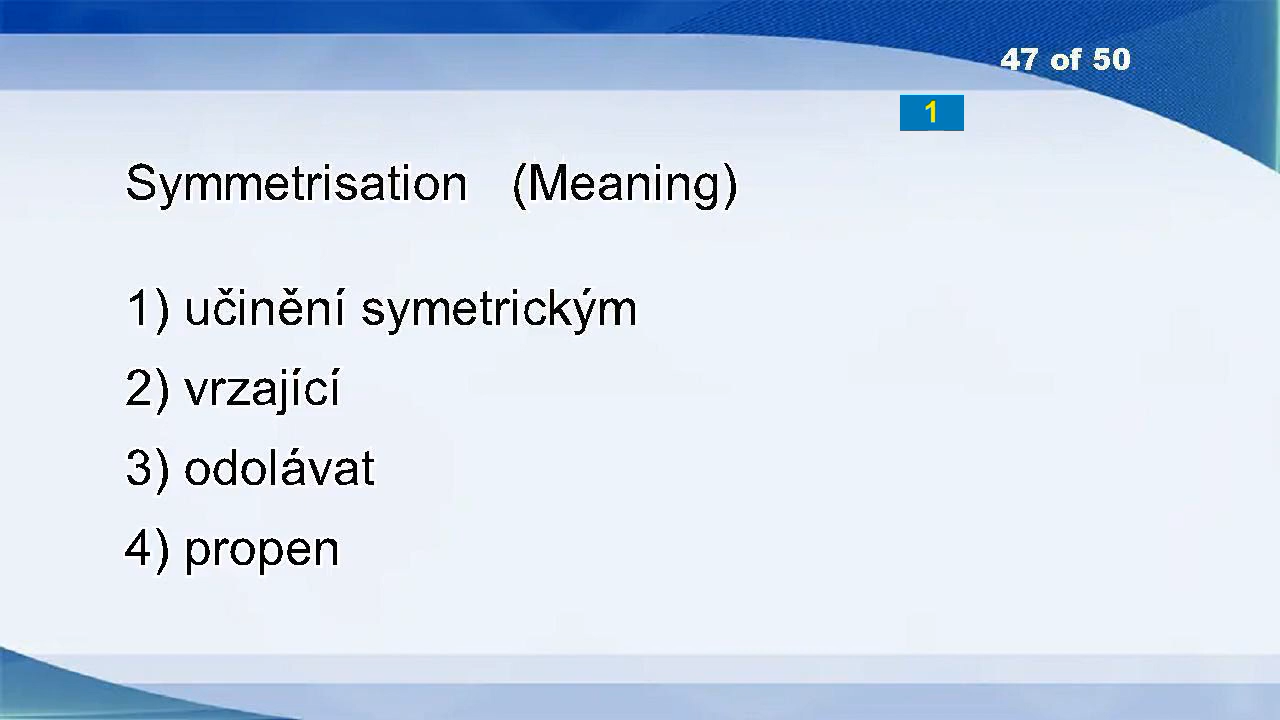 47 of 50
1
Symmetrisation (Meaning)
1) učinění symetrickým
2) vrzající
3) odolávat
4) propen